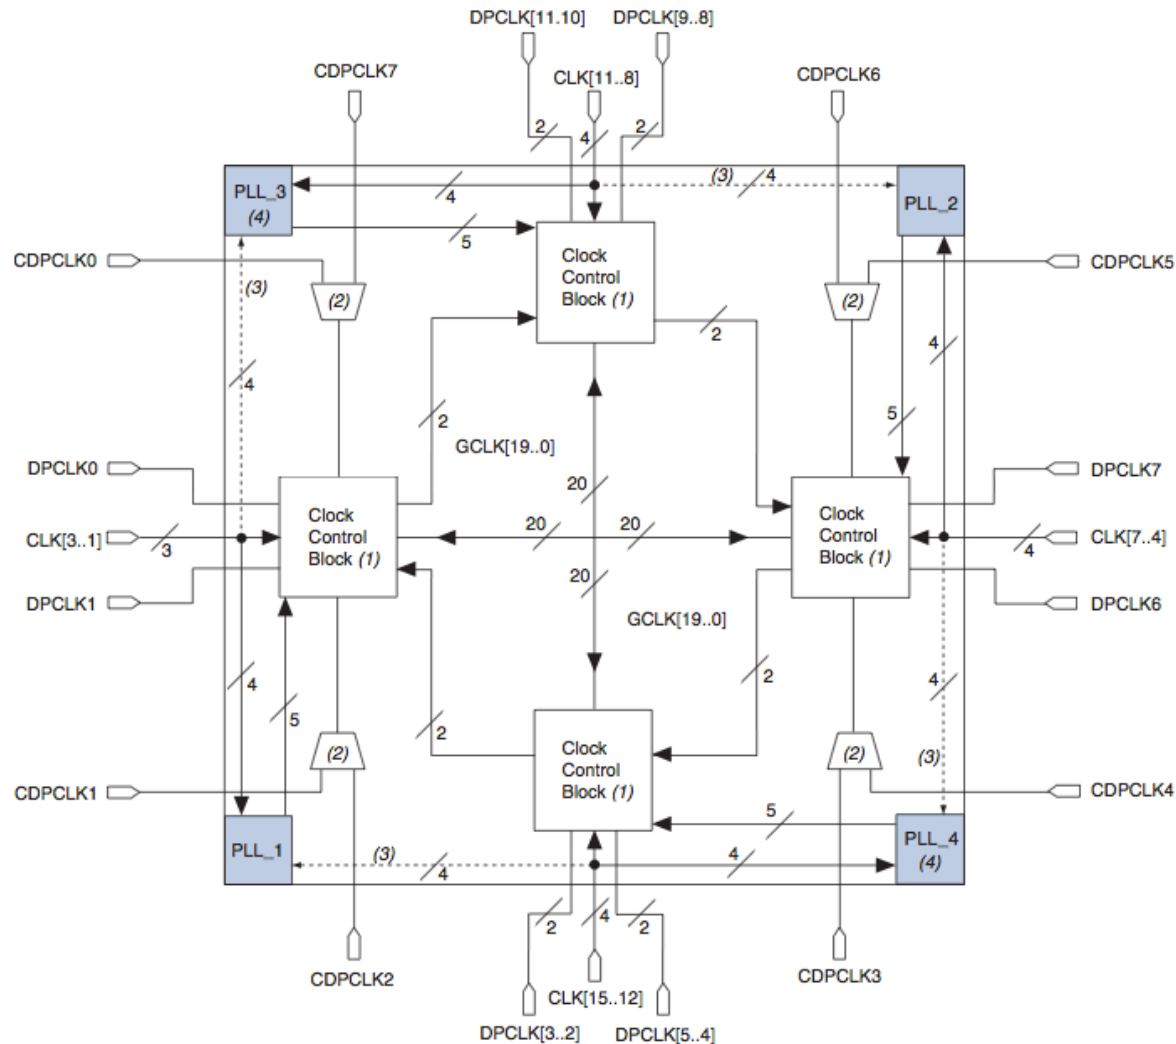 DPCLK[11.10] DPCLK[9..8]
CDPCLK7 CLK[11..8] CDPCLK6
2 4 2
PLL_3 4 (3) 4 PLL_2
(4)
5
CDPCLK0 CDPCLK5
Clock
Control
Block (1)
(3) (2) (2)
2
4 4
2 5
GCLK[19..0]
DPCLK0 DPCLK7
20
Clock
Control
Block (1)
Clock
Control
Block (1)
CLK[3..1] 3 20 20 4 CLK[7..4]
20
DPCLK1 DPCLK6
GCLK[19..0]
4 2 4
5 2
Clock
Control
Block (1)
(2) (2) (3)
CDPCLK1 CDPCLK4
5
PLL_1 (3) 4 4 PLL_4
(4)
2 4 2
CDPCLK2 CLK[15..12] CDPCLK3
DPCLK[3..2] DPCLK[5..4]